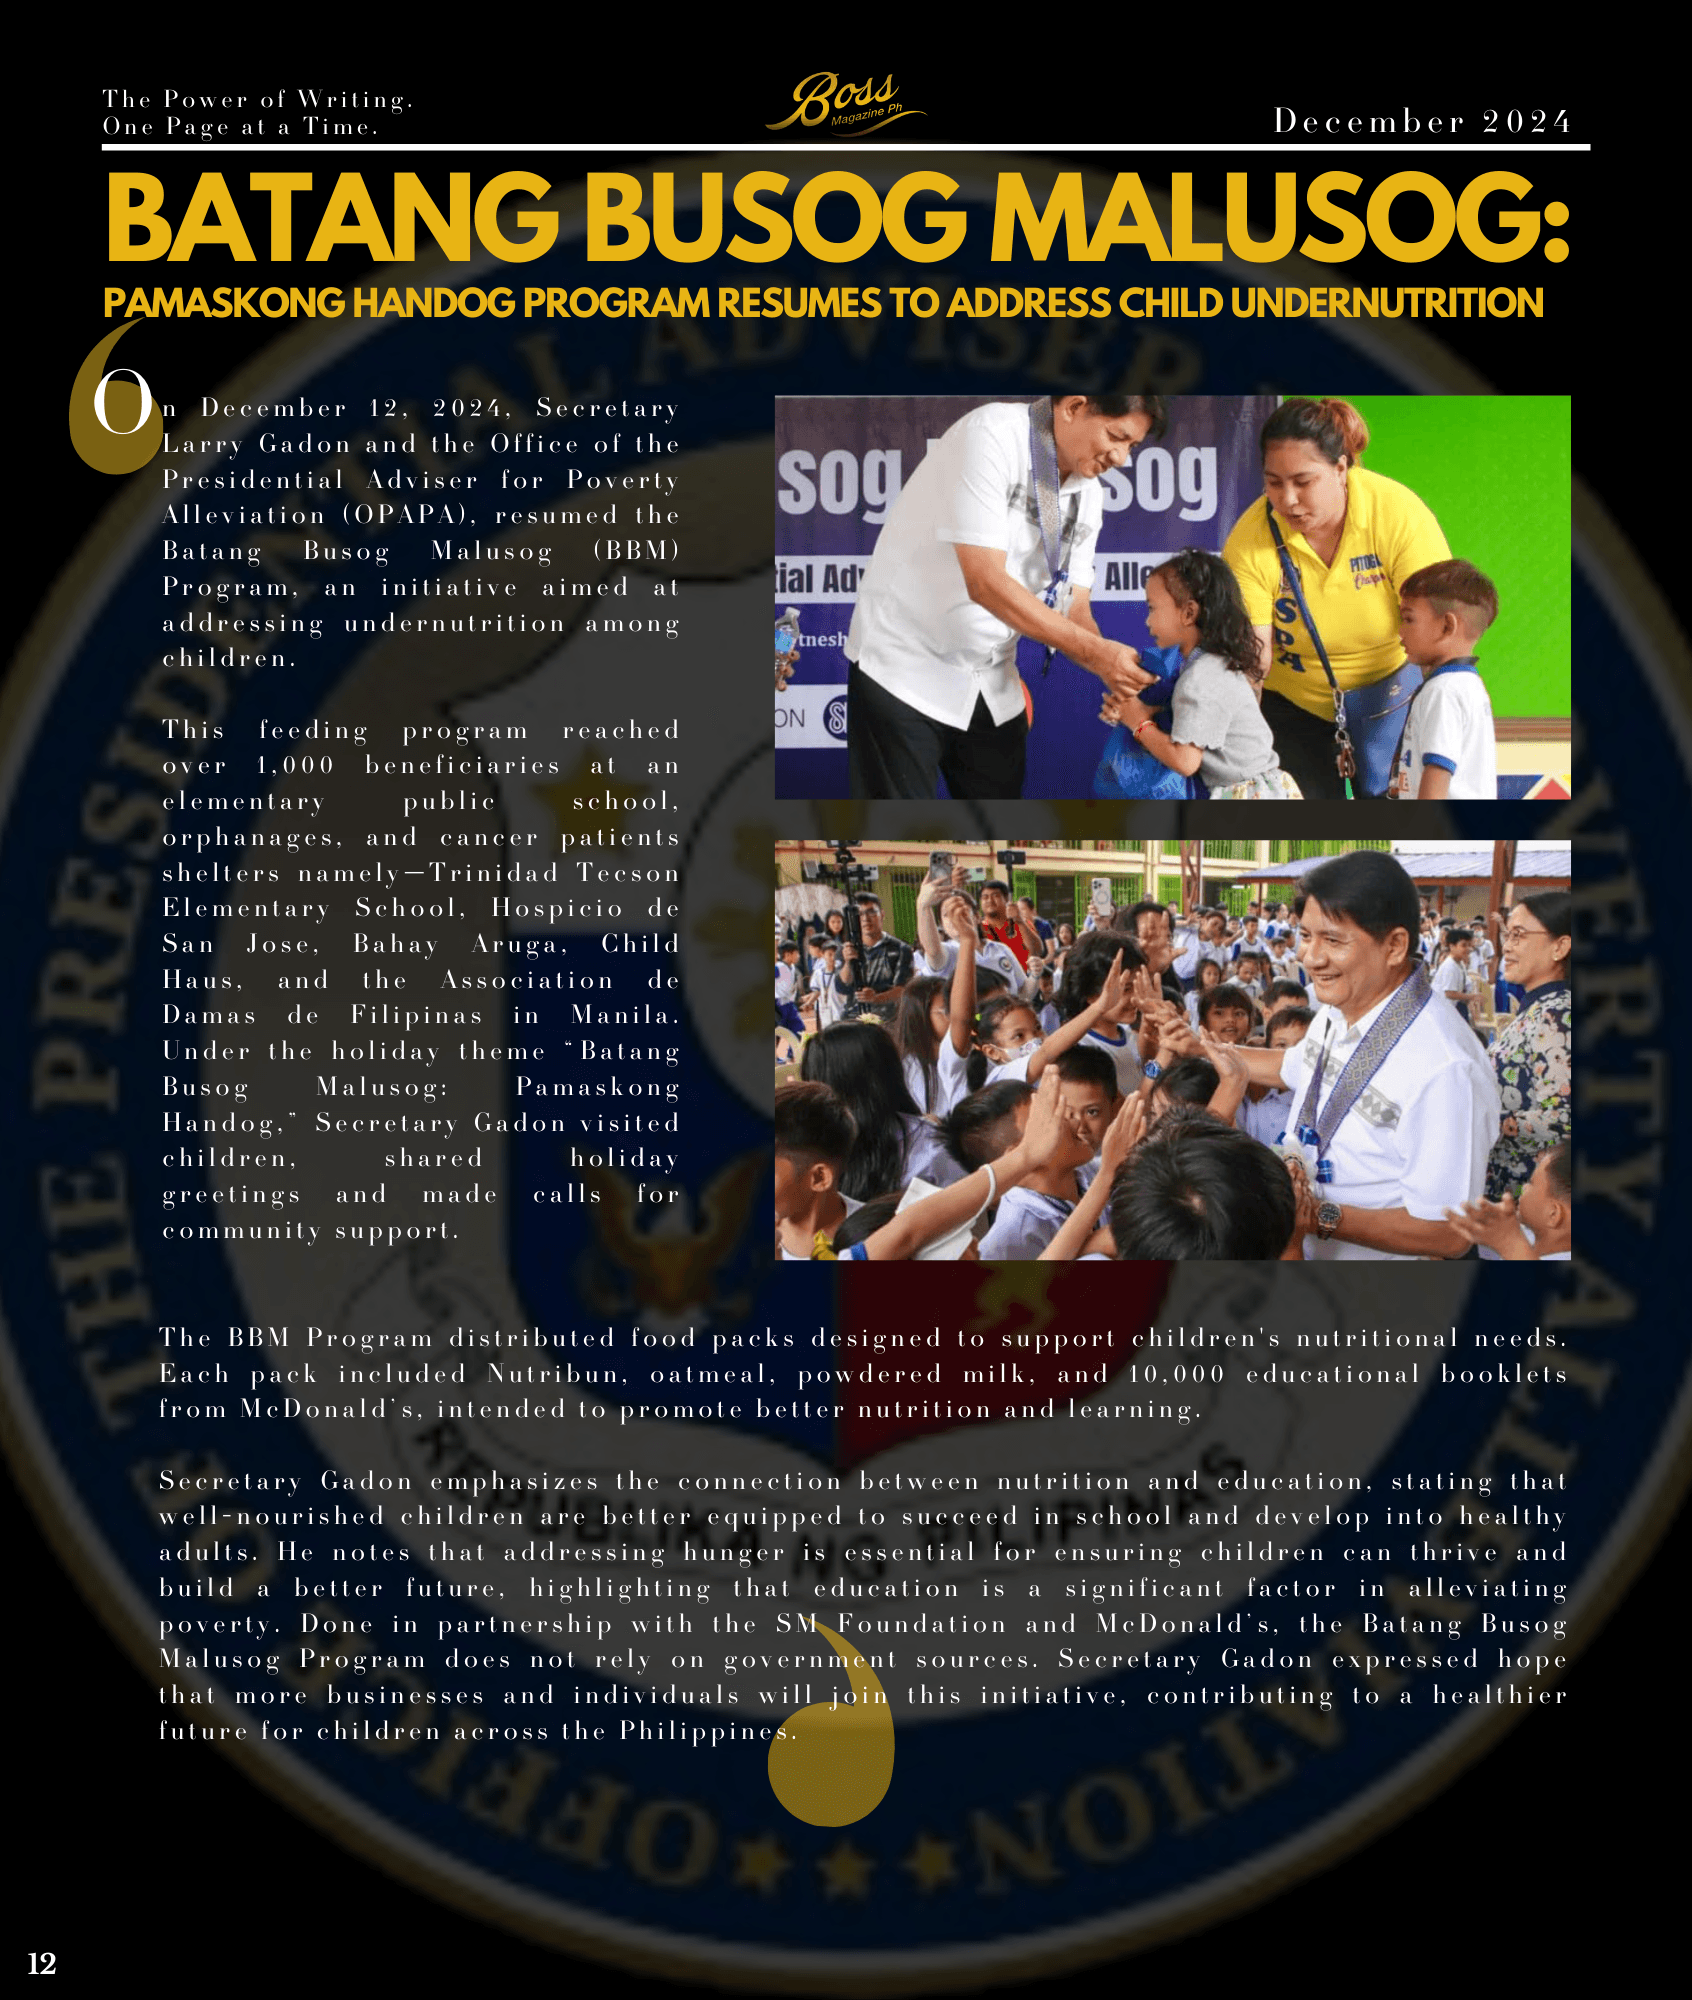 The Power of Writing.
One Page at a Time.
Boss
Magazine Ph
December 2024
BATANG BUSOG MALUSOG:
PAMASKONG HANDOG PROGRAM RESUMES TO ADDRESS CHILD UNDERNUTRITION
On December 12, 2024, Secretary
Larry Gadon and the Office of the
Presidential Adviser for Poverty
Alleviation (OPAPA), resumed the
Batang Busog Malusog (BBM)
Program, an initiative aimed at
addressing undernutrition among
children.
This feeding program reached
over 1,000 beneficiaries at an
elementary public school,
orphanages, and cancer patients
shelters namely—Trinidad Tecson
Elementary School, Hospicio de
San Jose, Bahay Aruga, Child
Haus, and the Association de
Damas de Filipinas in Manila.
Under the holiday theme “Batang
Busog Malusog: Pamaskong
Handog,” Secretary Gadon visited
children, shared holiday
greetings and made calls for
community support.
sog
sog
ial Ad
Alle
tnesh
ON
PITOGO
SPA
The BBM Program distributed food packs designed to support children's nutritional needs.
Each pack included Nutribun, oatmeal, powdered milk, and 10,000 educational booklets
from McDonald’s, intended to promote better nutrition and learning.
Secretary Gadon emphasizes the connection between nutrition and education, stating that
well-nourished children are better equipped to succeed in school and develop into healthy
adults. He notes that addressing hunger is essential for ensuring children can thrive and
build a better future, highlighting that education is a significant factor in alleviating
poverty. Done in partnership with the SM Foundation and McDonald’s, the Batang Busog
Malusog Program does not rely on government sources. Secretary Gadon expressed hope
that more businesses and individuals will join this initiative, contributing to a healthier
future for children across the Philippines.
OFFICE OF THE PRESIDENTIAL ADVISER POVERTY ALLEVIATION
REPUBLIKA NG PILIPINAS
12